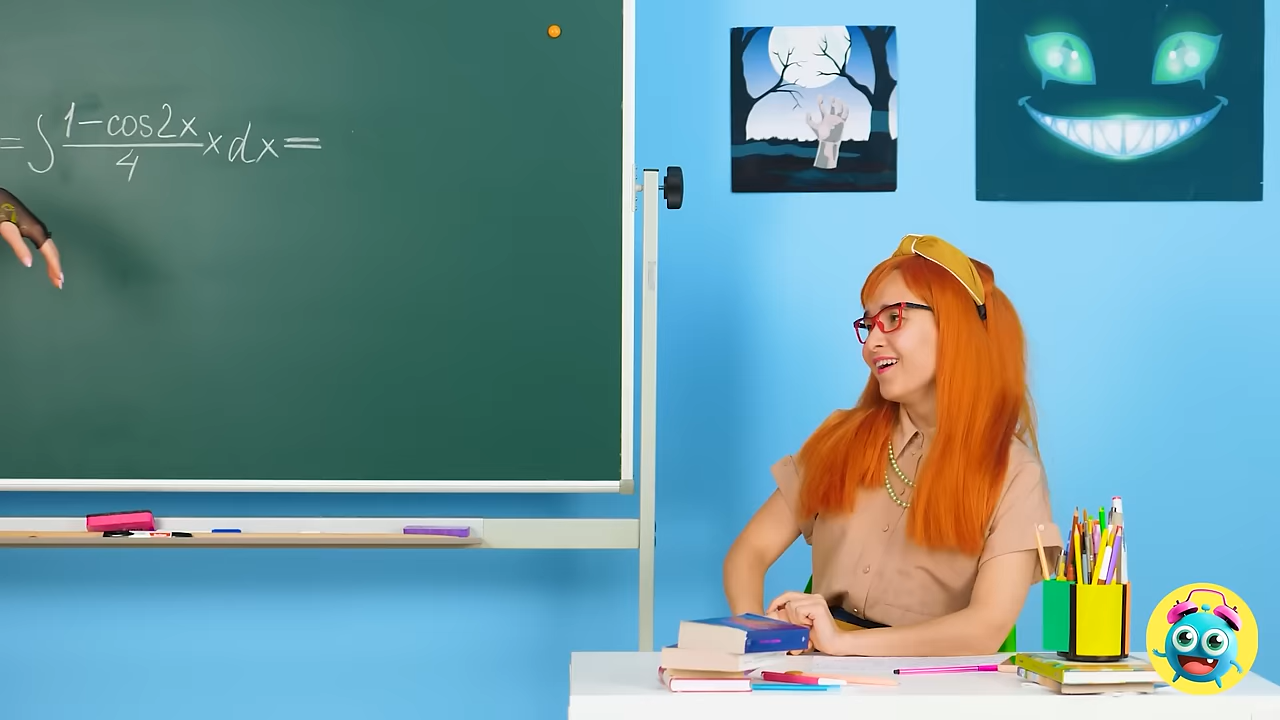 =∫ 1-cos2x/4 x dx=